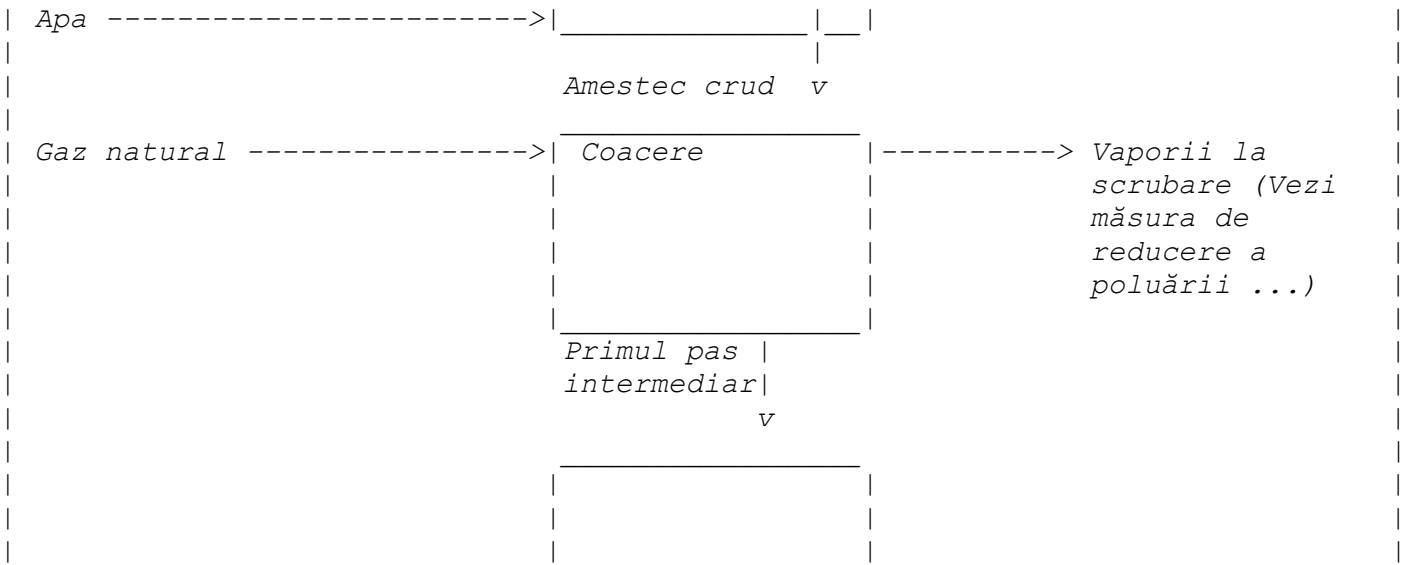 Apa ------------------------>
Amestec crud v
Gaz natural ---------------->| Coacere |----------> Vaporii la
scrubare (Vezi
măsura de
reducere a
poluării ...)
Primul pas |
intermediar|
v